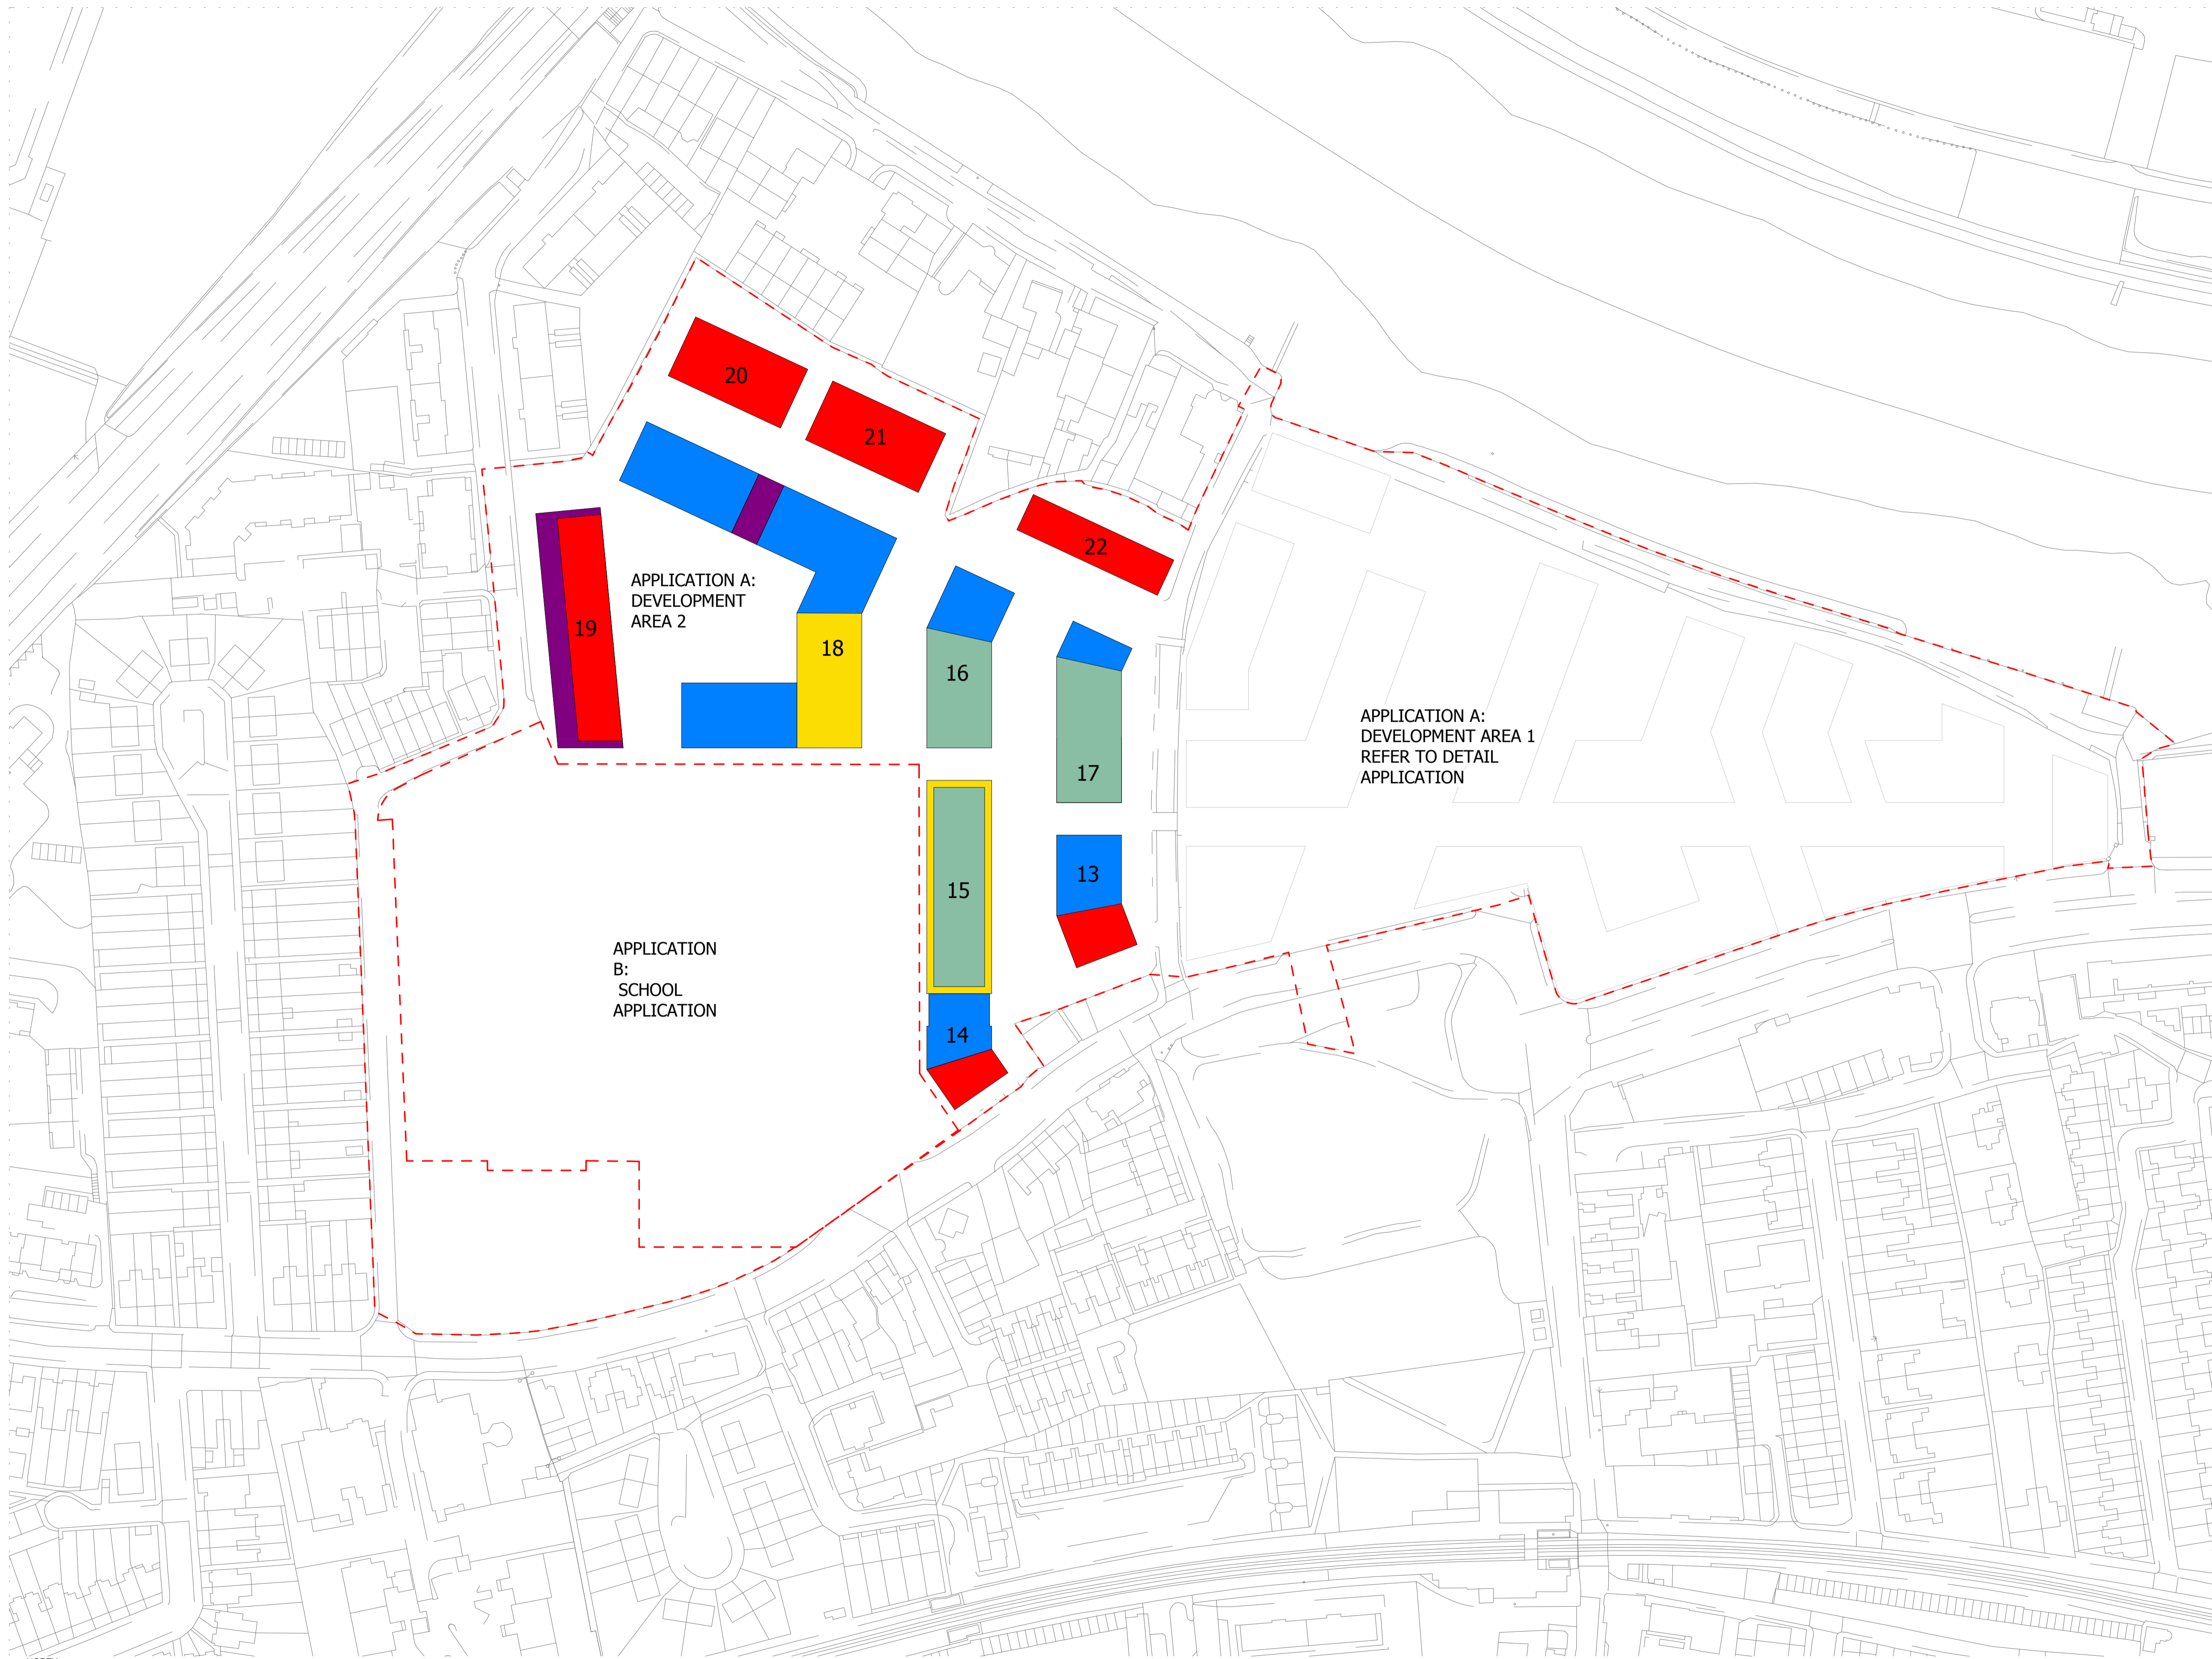 20
21
22
APPLICATION A:
DEVELOPMENT
AREA 2
19
18
16
17
APPLICATION A:
DEVELOPMENT AREA 1
REFER TO DETAIL
APPLICATION
13
15
14
APPLICATION
B:
SCHOOL
APPLICATION